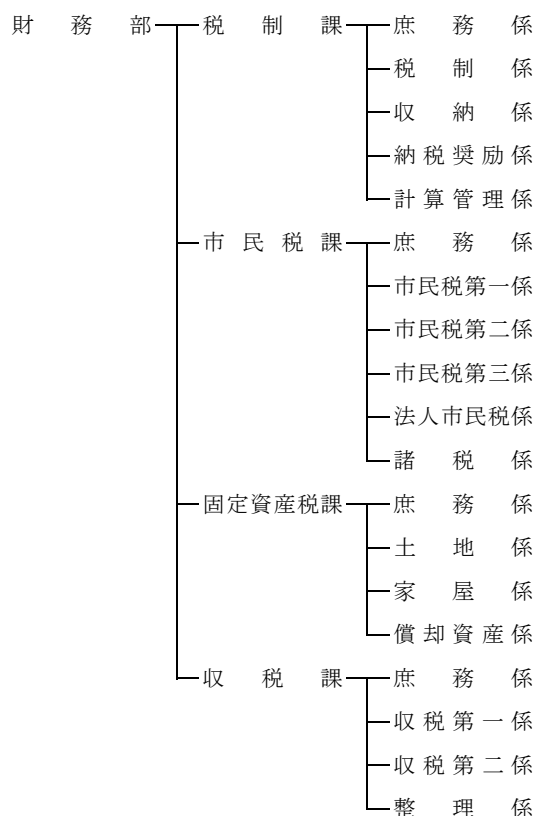 財務部 税制課 庶務係
税制係
収納係
納税奨励係
計算管理係
市民税課 庶務係
市民税第一係
市民税第二係
市民税第三係
法人市民税係
諸税係
固定資産税課 庶務係
土地係
家屋係
償却資産係
収税課 庶務係
収税第一係
収税第二係
整理係